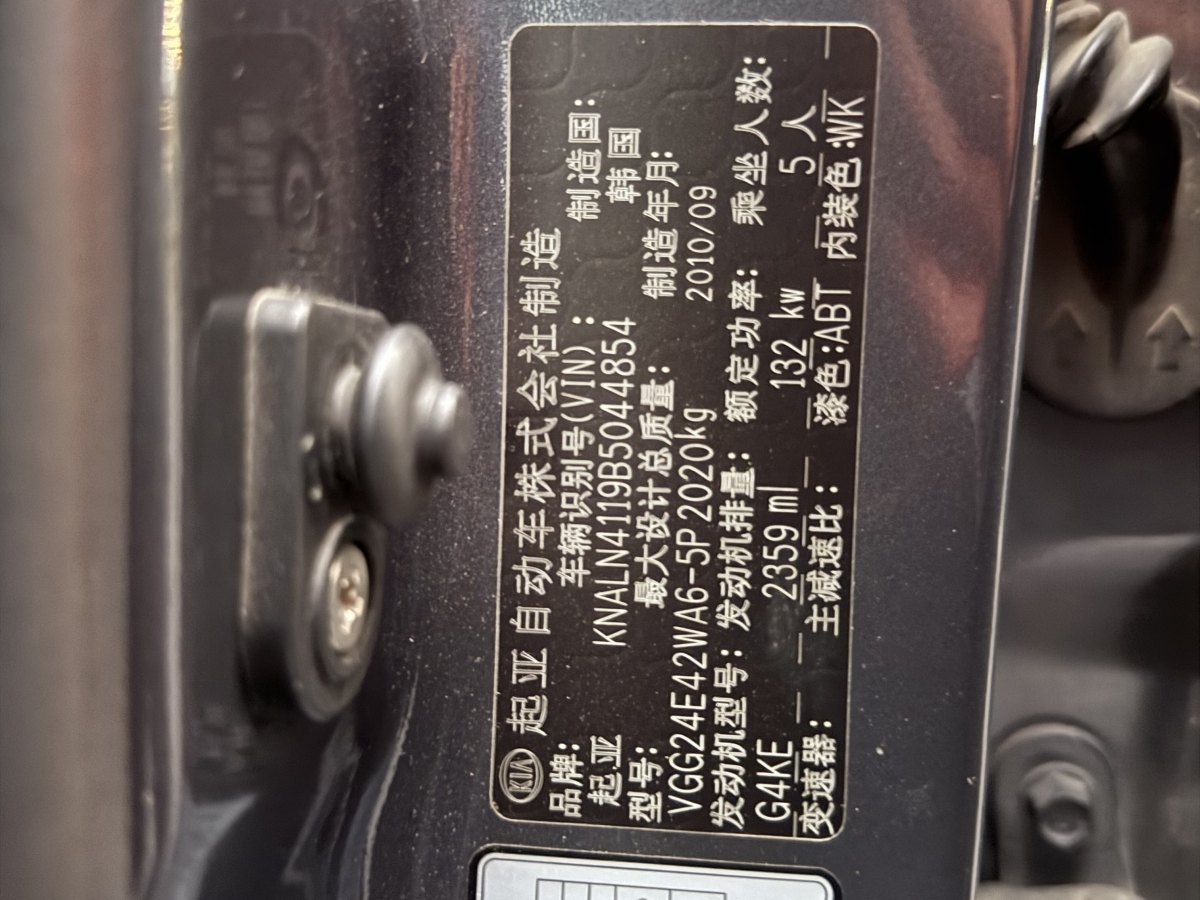 KIA 起亚自动车株式会社制造
品牌: 车辆识别号(VIN): 制造国:
起亚 KNALN4119B5044854 韩国
型号: 最大设计总质量: 制造年月:
VGG24E42WA6-5P 2020kg 2010/09
发动机型号: 发动机排量: 额定功率: 乘坐人数:
G4KE 2359 ml 132 kw 5 人
变速器: 主减速比: 漆色:ABT 内装色:WK